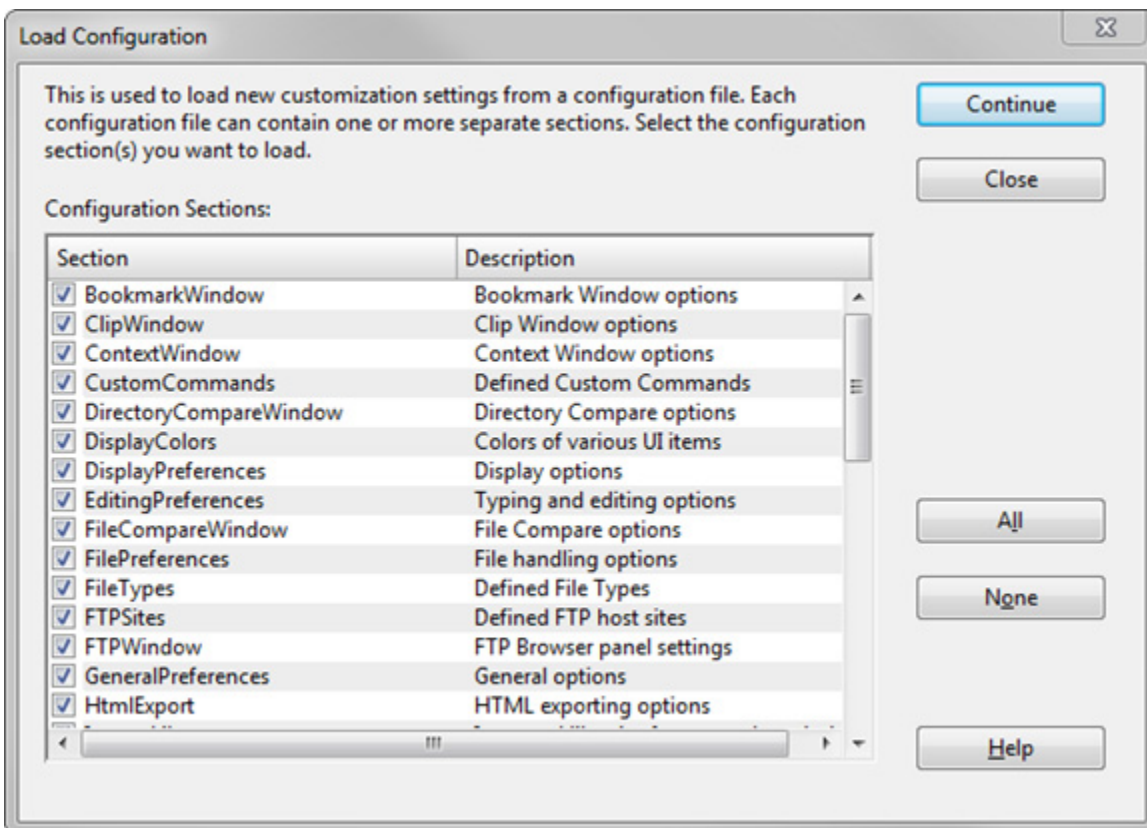 Load Configuration
This is used to load new customization settings from a configuration file. Each
configuration file can contain one or more separate sections. Select the configuration
section(s) you want to load.
Continue
Close
Configuration Sections:
Section Description
BookmarkWindow Bookmark Window options
ClipWindow Clip Window options
ContextWindow Context Window options
CustomCommands Defined Custom Commands
DirectoryCompareWindow Directory Compare options
DisplayColors Colors of various UI items
DisplayPreferences Display options
EditingPreferences Typing and editing options
FileCompareWindow File Compare options
FilePreferences File handling options
FileTypes Defined File Types
FTPSites Defined FTP host sites
FTPWindow FTP Browser panel settings
GeneralPreferences General options
HtmlExport HTML exporting options
All
None
Help